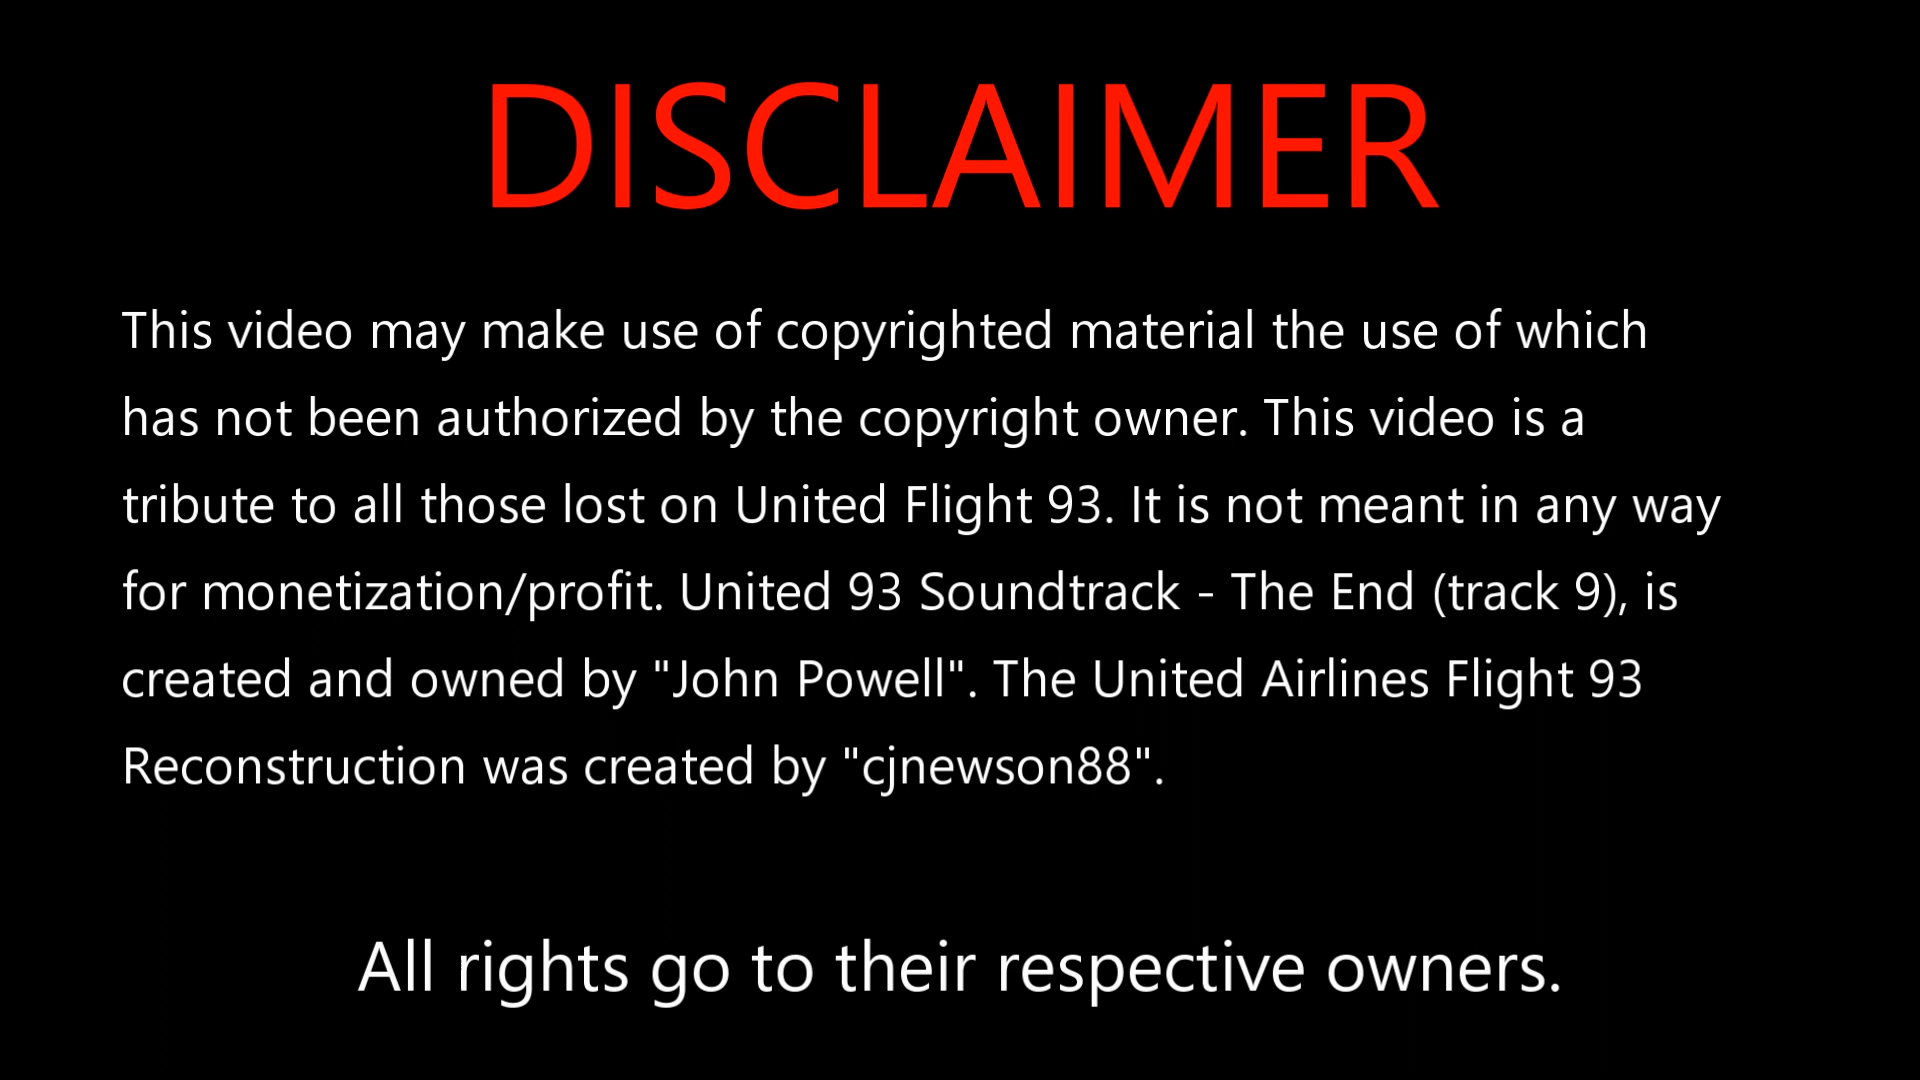 DISCLAIMER
This video may make use of copyrighted material the use of which
has not been authorized by the copyright owner. This video is a
tribute to all those lost on United Flight 93. It is not meant in any way
for monetization/profit. United 93 Soundtrack - The End (track 9), is
created and owned by "John Powell". The United Airlines Flight 93
Reconstruction was created by "cjnewson88".
All rights go to their respective owners.